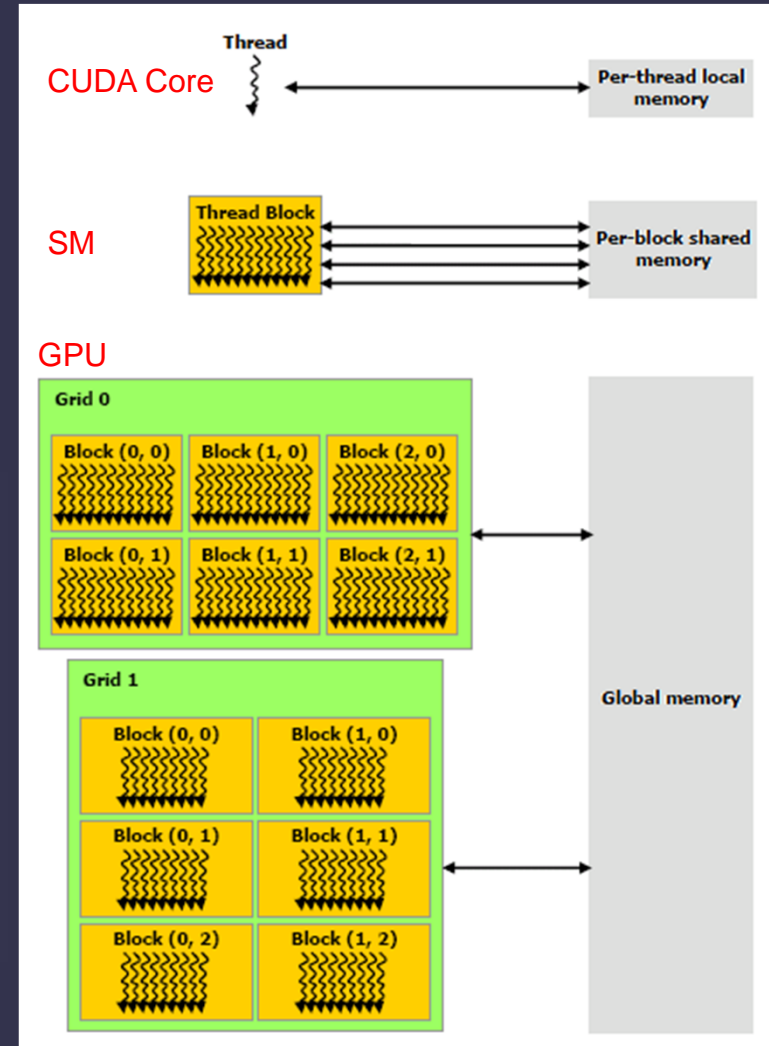 Thread
CUDA Core
Per-thread local
memory
Thread Block
SM
Per-block shared
memory
GPU
Grid 0
Block (0, 0) Block (1, 0) Block (2, 0)
Block (0, 1) Block (1, 1) Block (2, 1)
Grid 1
Global memory
Block (0, 0) Block (1, 0)
Block (0, 1) Block (1, 1)
Block (0, 2) Block (1, 2)